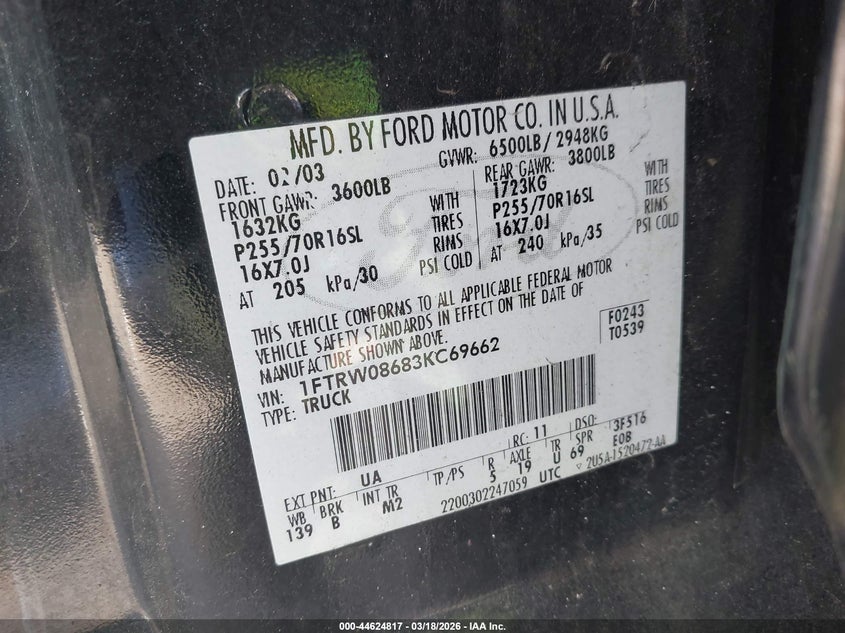 MFD. BY FORD MOTOR CO. IN U.S.A.
DATE: 02/03 GVWR: 6500LB/ 2948KG
FRONT GAWR: 3600LB REAR GAWR: 3800LB
1632KG WITH 1723KG WITH
P255/70R16SL TIRES P255/70R16SL TIRES
16X7.0J RIMS 16X7.0J RIMS
AT 205 kPa/30 PSI COLD AT 240 kPa/35 PSI COLD
THIS VEHICLE CONFORMS TO ALL APPLICABLE FEDERAL MOTOR
VEHICLE SAFETY STANDARDS IN EFFECT ON THE DATE OF
MANUFACTURE SHOWN ABOVE.
F0243
T0539
VIN: 1FTRW08683KC69662
TYPE: TRUCK
EXT PNT: UA RC: 11 DSO: 3F516
WB BRK INT TR TP/PS R AXLE TR SPR EOB
139 B M2 5 19 U 69
2200302247059 UTC ▽ 2U5A-1520472-AA
Ford
000-44624817 - 03/18/2026 - IAA Inc.